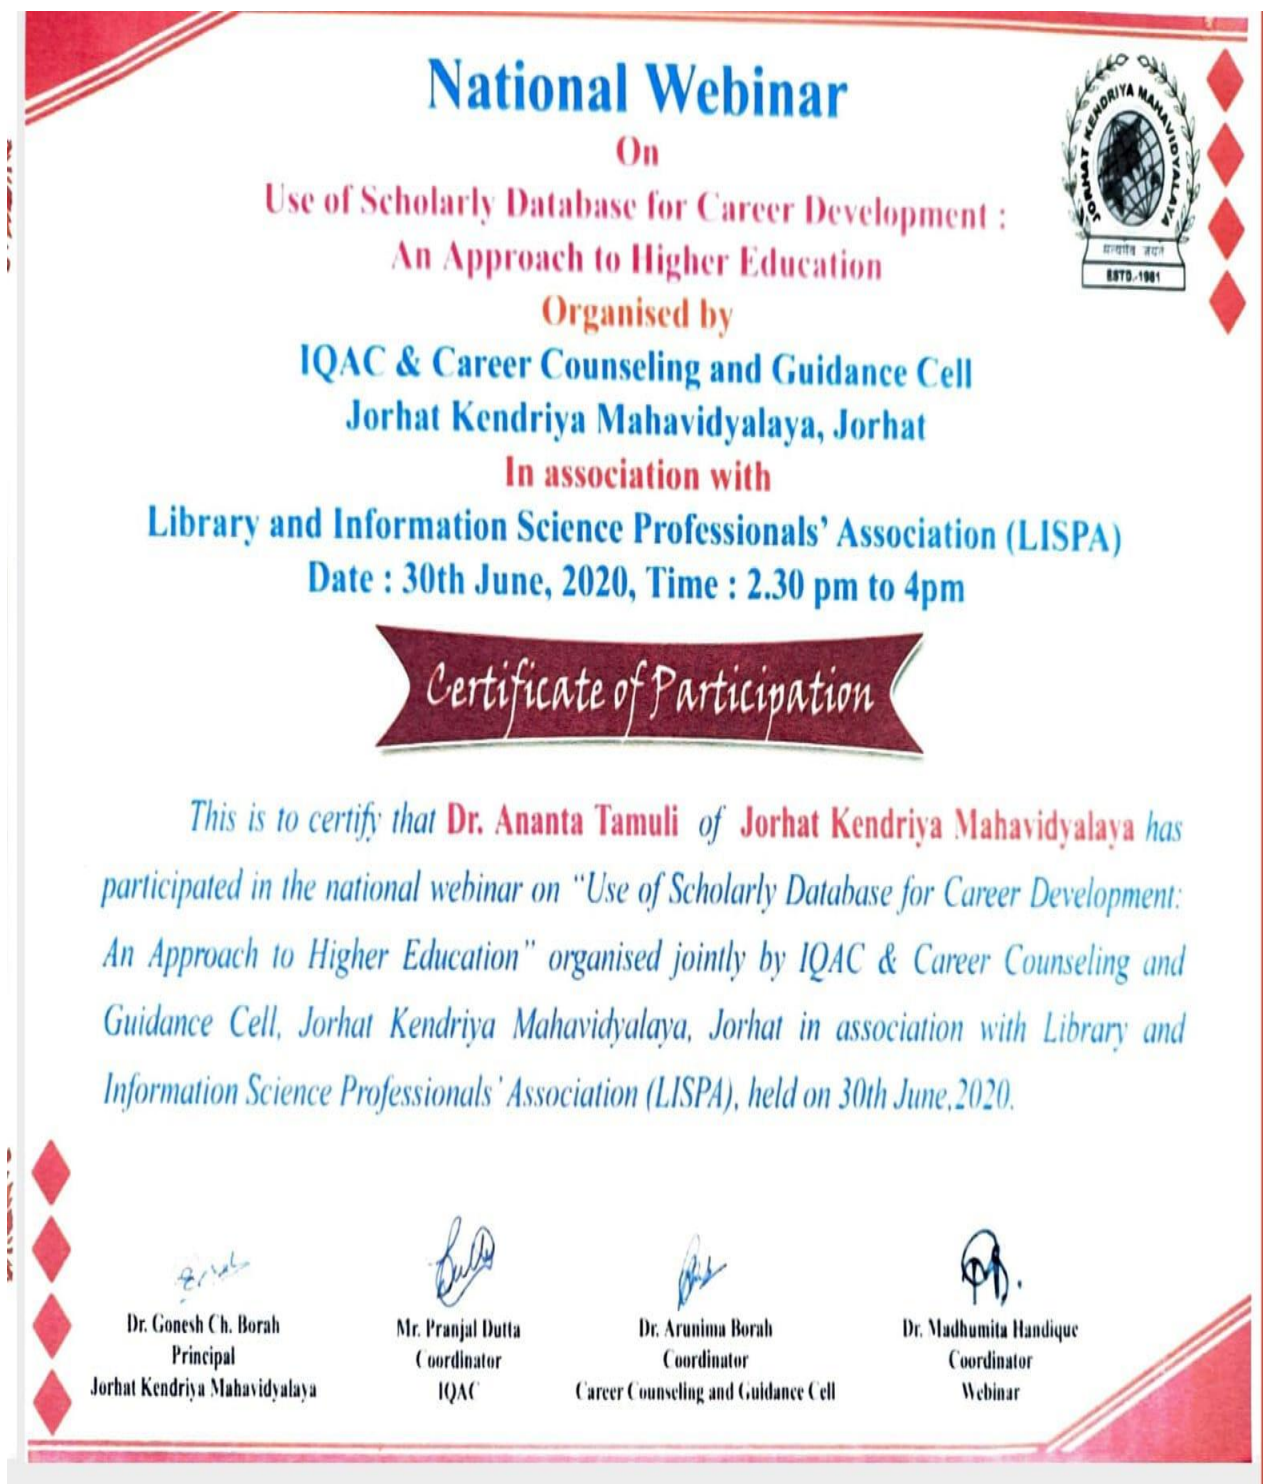 National Webinar
On
Use of Scholarly Database for Career Development :
An Approach to Higher Education
Organised by
IQAC & Career Counseling and Guidance Cell
Jorhat Kendriya Mahavidyalaya, Jorhat
In association with
Library and Information Science Professionals' Association (LISPA)
Date : 30th June, 2020, Time : 2.30 pm to 4pm
JORHAT KENDRIYA MAHAVIDYALAYA
सत्यमेव जयते
ESTD.-1981
Certificate of Participation
This is to certify that Dr. Ananta Tamuli of Jorhat Kendriya Mahavidyalaya has
participated in the national webinar on “Use of Scholarly Database for Career Development:
An Approach to Higher Education” organised jointly by IQAC & Career Counseling and
Guidance Cell, Jorhat Kendriya Mahavidyalaya, Jorhat in association with Library and
Information Science Professionals' Association (LISPA), held on 30th June,2020.
Dr. Gonesh Ch. Borah
Principal
Jorhat Kendriya Mahavidyalaya
Mr. Pranjal Dutta
Coordinator
IQAC
Dr. Arunima Borah
Coordinator
Career Counseling and Guidance Cell
Dr. Madhumita Handique
Coordinator
Webinar